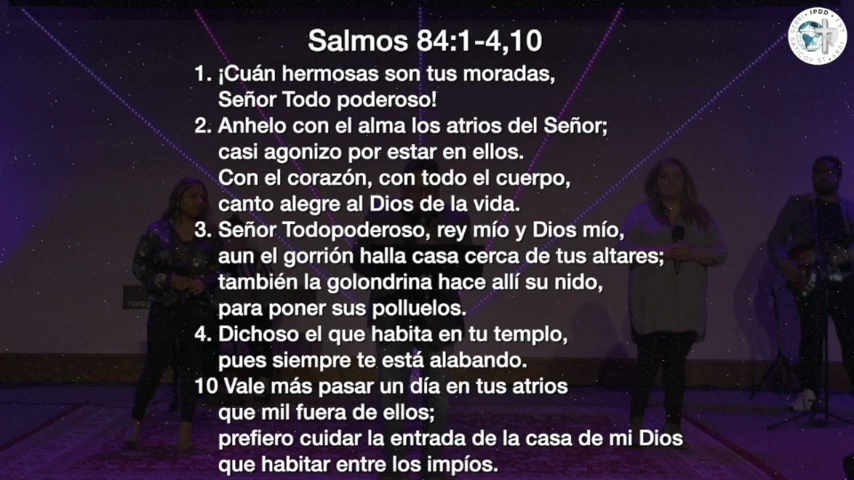 Salmos 84:1-4,10
IPDD
1. ¡Cuán hermosas son tus moradas,
Señor Todo poderoso!
2. Anhelo con el alma los atrios del Señor;
casi agonizo por estar en ellos.
Con el corazón, con todo el cuerpo,
canto alegre al Dios de la vida.
3. Señor Todopoderoso, rey mío y Dios mío,
aun el gorrión halla casa cerca de tus altares;
también la golondrina hace allí su nido,
para poner sus polluelos.
4. Dichoso el que habita en tu templo,
pues siempre te está alabando.
10 Vale más pasar un día en tus atrios
que mil fuera de ellos;
prefiero cuidar la entrada de la casa de mi Dios
que habitar entre los impíos.